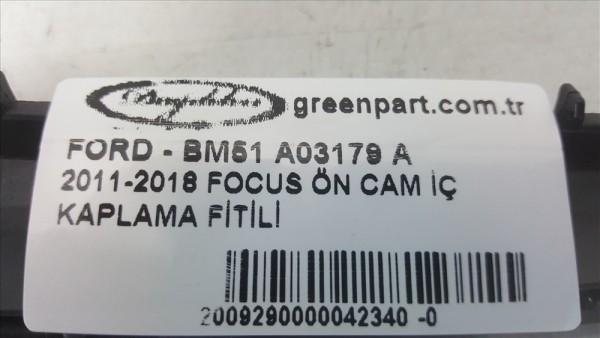 greenpart.com.tr
FORD - BM51 A03179 A
2011-2018 FOCUS ÖN CAM İÇ
KAPLAMA FİTİLİ
2009290000042340 -0